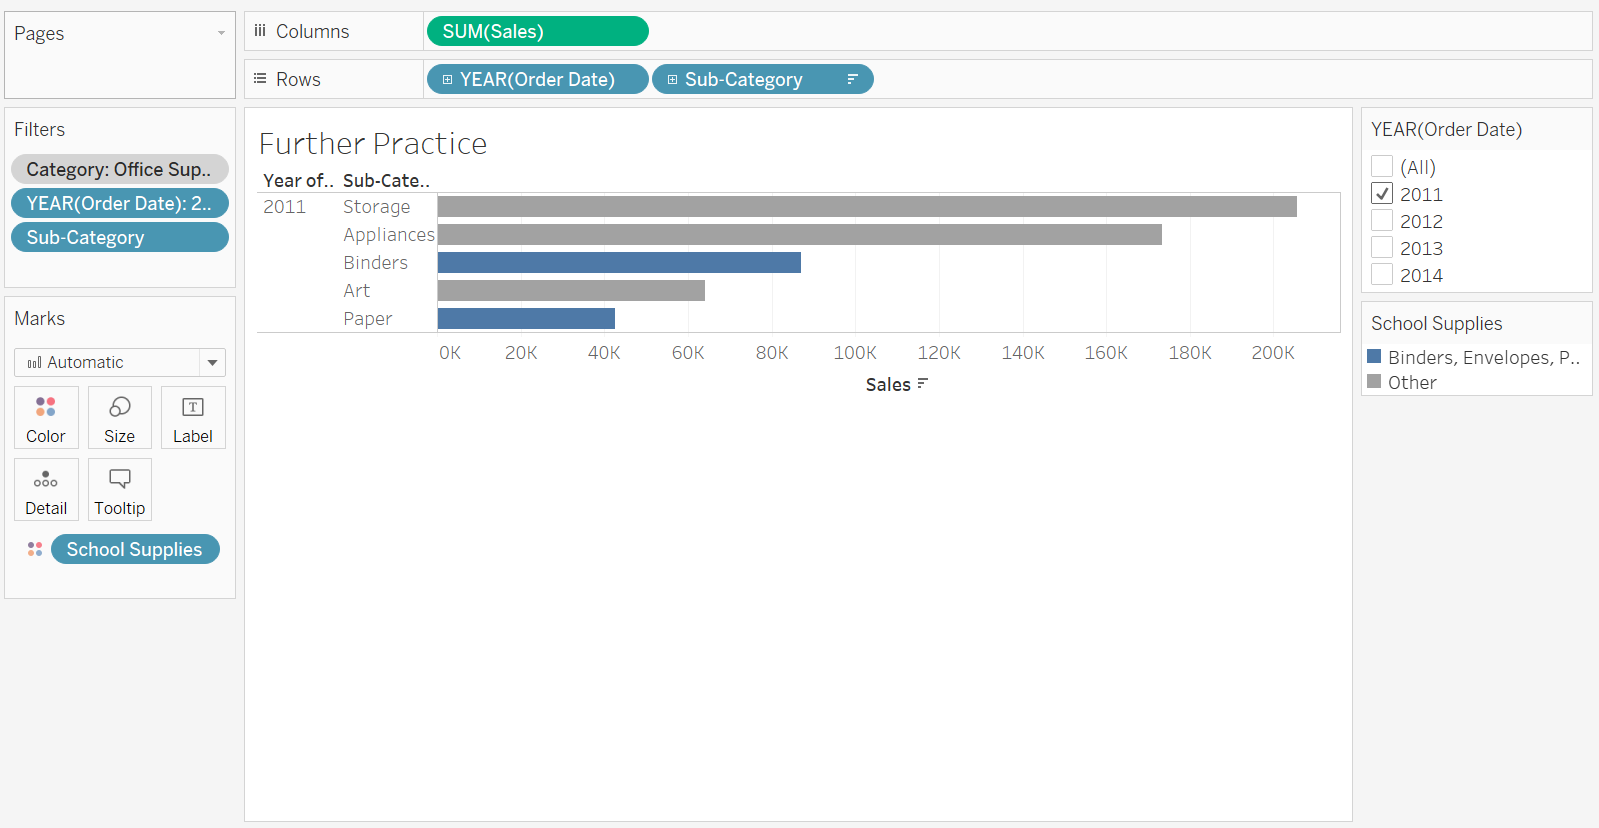 Pages
Columns
SUM(Sales)
Rows
YEAR(Order Date)
Sub-Category
Filters
Category: Office Sup..
YEAR(Order Date): 2..
Sub-Category
Marks
Automatic
Color
Size
Label
Detail
Tooltip
School Supplies
Further Practice
Year of.. Sub-Cate..
2011 Storage
Appliances
Binders
Art
Paper
0K 20K 40K 60K 80K 100K 120K 140K 160K 180K 200K
Sales
YEAR(Order Date)
(All)
2011
2012
2013
2014
School Supplies
Binders, Envelopes, P..
Other